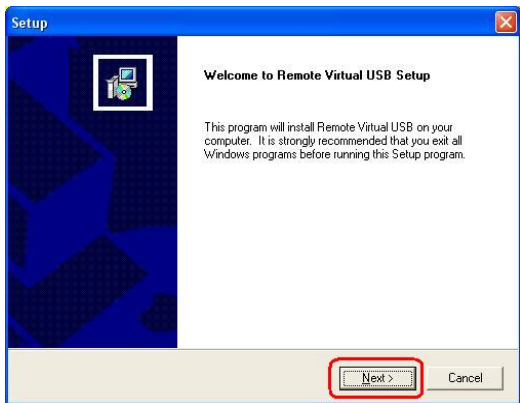 Setup
Welcome to Remote Virtual USB Setup
This program will install Remote Virtual USB on your
computer. It is strongly recommended that you exit all
Windows programs before running this Setup program.
Next >
Cancel